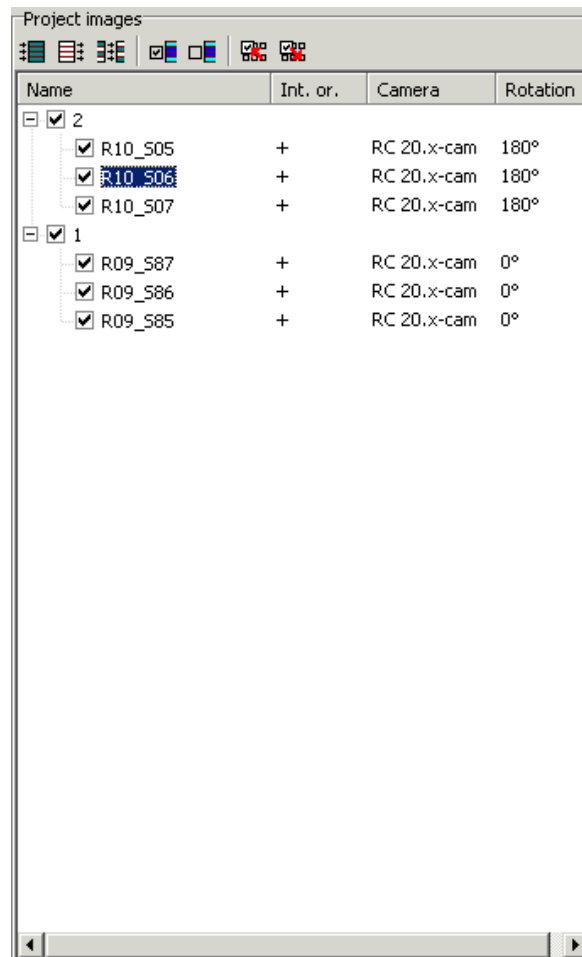 Project images
Name Int. or. Camera Rotation
2
R10_S05 + RC 20.x-cam 180°
R10_S06 + RC 20.x-cam 180°
R10_S07 + RC 20.x-cam 180°
1
R09_S87 + RC 20.x-cam 0°
R09_S86 + RC 20.x-cam 0°
R09_S85 + RC 20.x-cam 0°